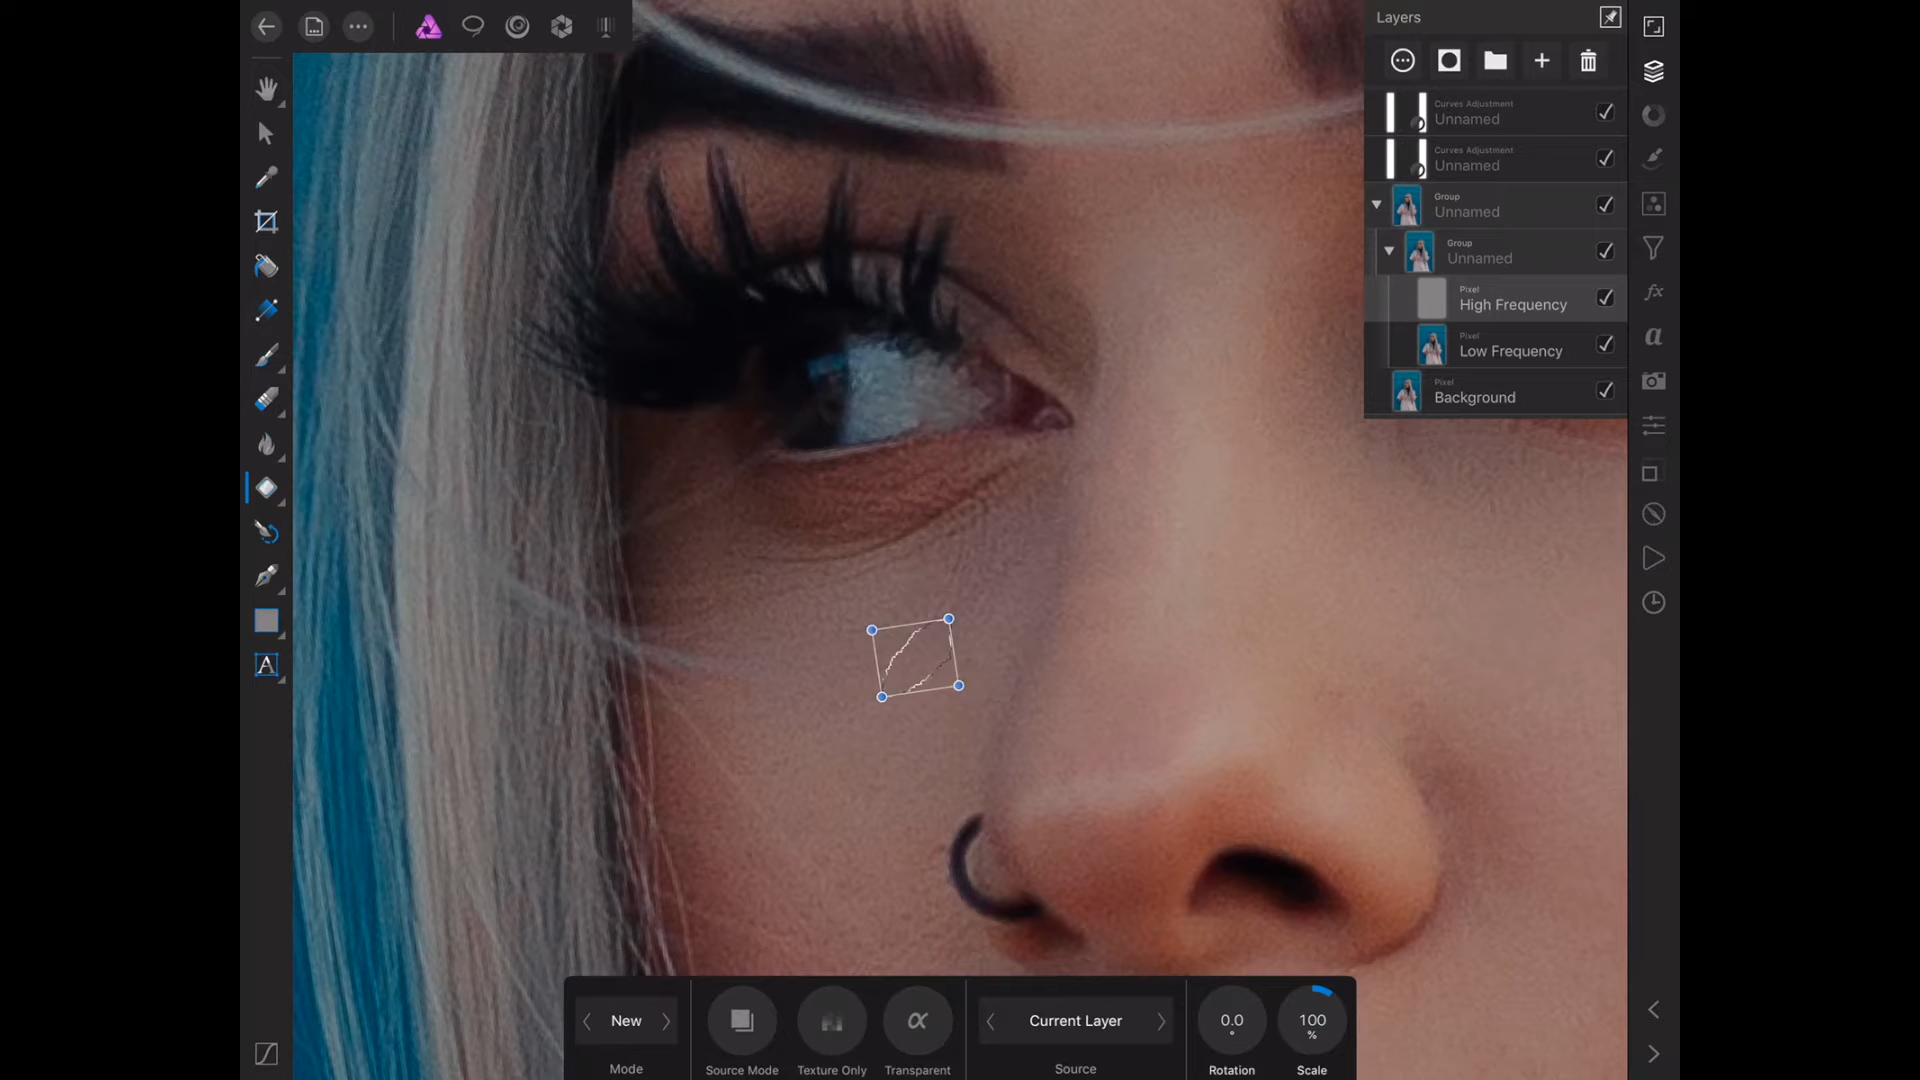 Layers
Curves Adjustment
Unnamed
Curves Adjustment
Unnamed
Group
Unnamed
Group
Unnamed
Pixel
High Frequency
Pixel
Low Frequency
Pixel
Background
fx
a
A
New
Mode
Source Mode
Texture Only
α
Transparent
Current Layer
Source
0.0
°
Rotation
100
%
Scale